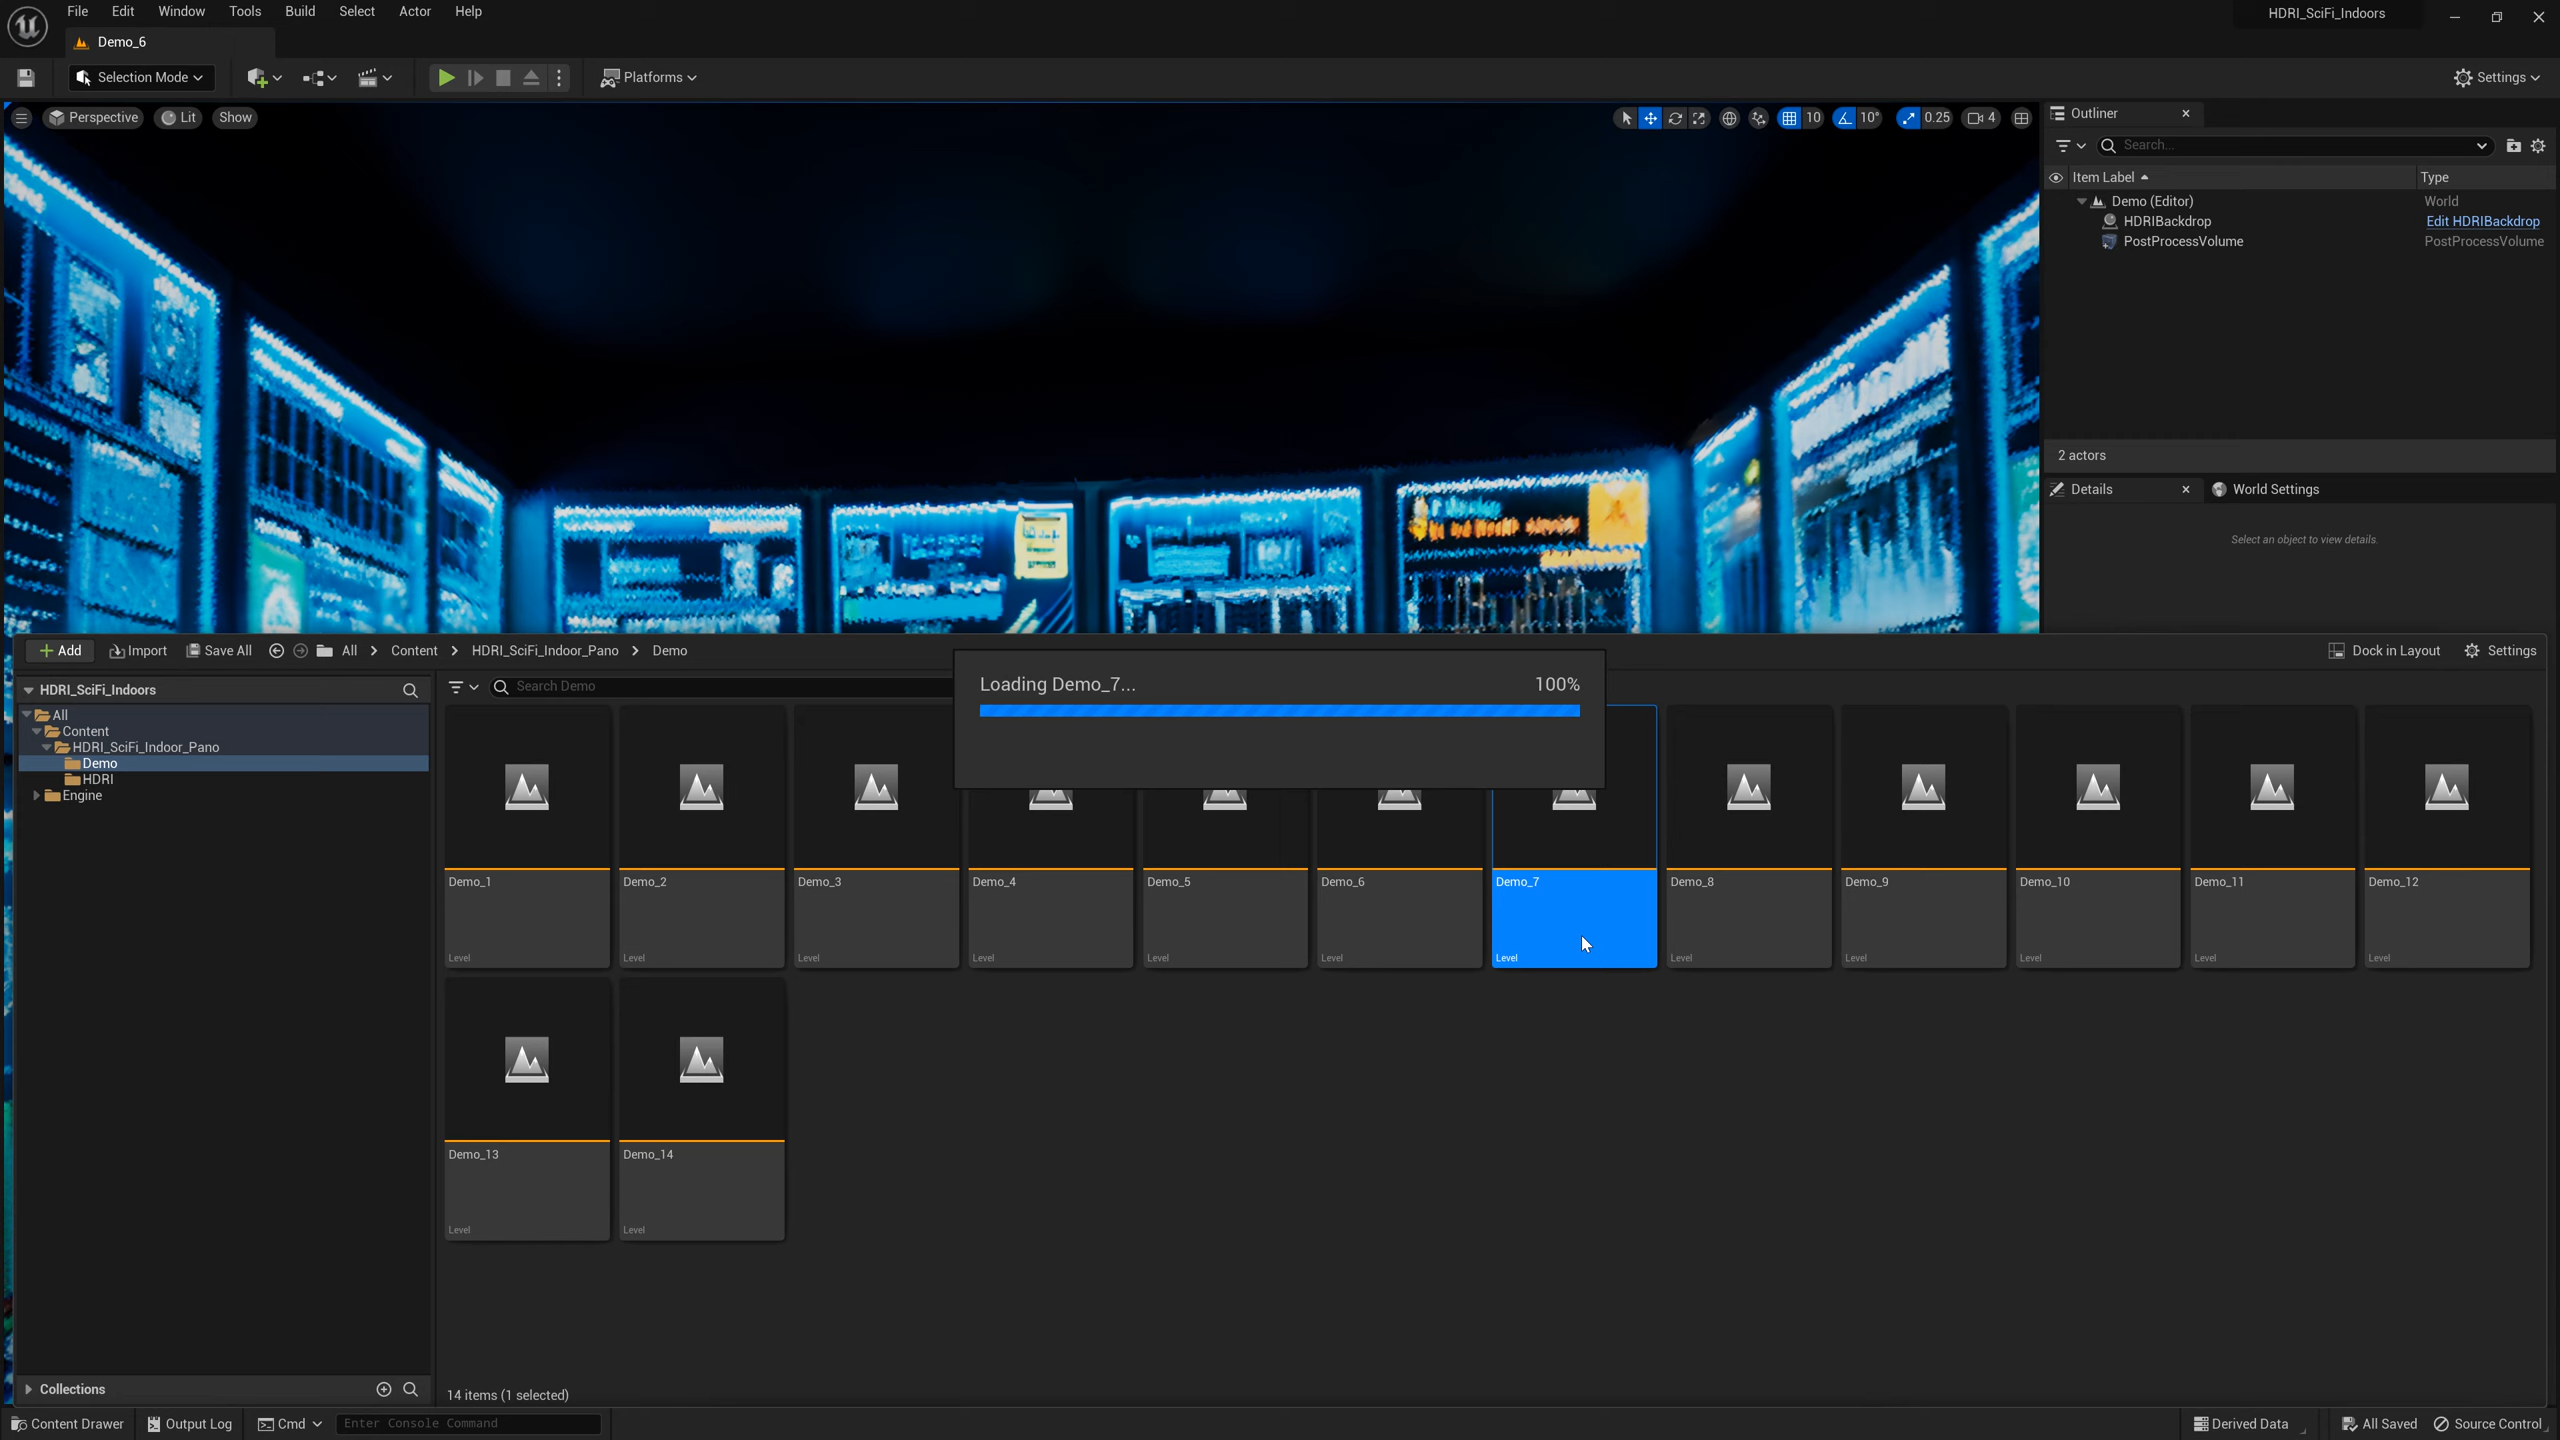 File Edit Window Tools Build Select Actor Help
HDRI_SciFi_Indoors
Demo_6
Selection Mode
Platforms
Settings
Perspective Lit Show
10 10° 0.25 4
Outliner
Search...
Item Label Type
Demo (Editor) World
HDRIBackdrop Edit HDRIBackdrop
PostProcessVolume PostProcessVolume
2 actors
Details World Settings
Select an object to view details.
Add Import Save All All Content HDRI_SciFi_Indoor_Pano Demo
Dock in Layout Settings
HDRI_SciFi_Indoors
Search Demo
Loading Demo_7... 100%
All
Content
HDRI_SciFi_Indoor_Pano
Demo
HDRI
Engine
Demo_1 Demo_2 Demo_3 Demo_4 Demo_5 Demo_6 Demo_7 Demo_8 Demo_9 Demo_10 Demo_11 Demo_12
Level Level Level Level Level Level Level Level Level Level Level Level
Demo_13 Demo_14
Level Level
Collections
14 items (1 selected)
Content Drawer Output Log Cmd Enter Console Command
Derived Data All Saved Source Control